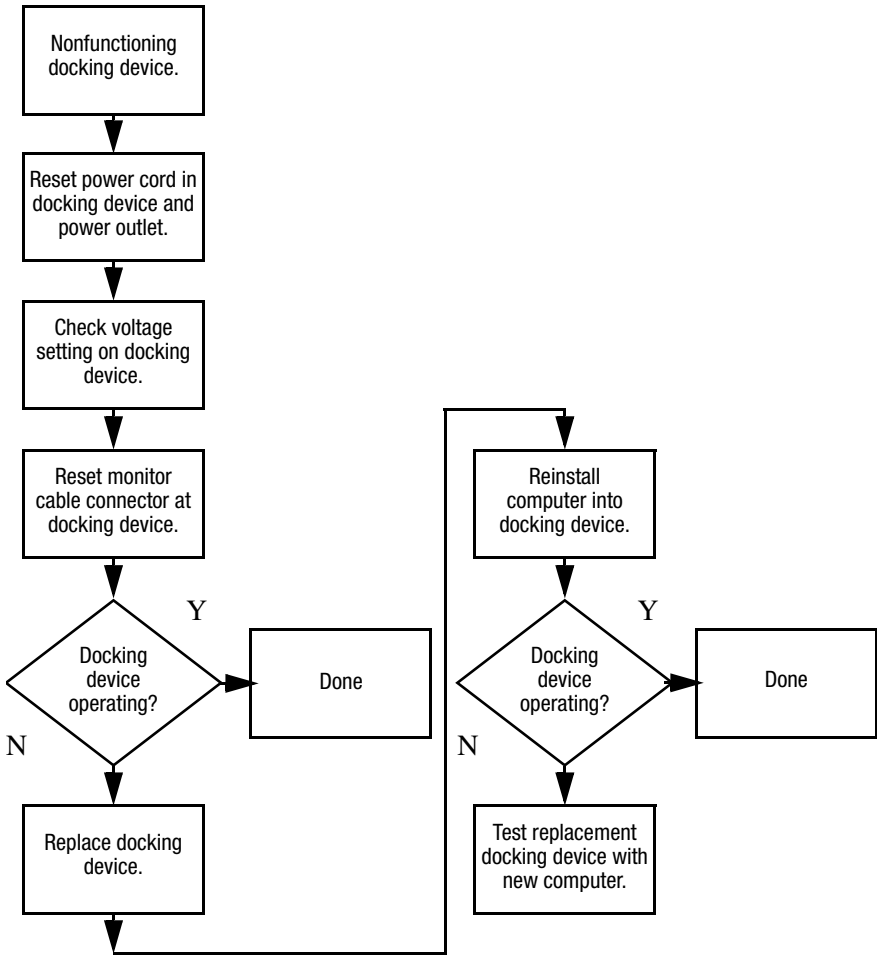 Nonfunctioning
docking device.
Reset power cord in
docking device and
power outlet.
Check voltage
setting on docking
device.
Reset monitor
cable connector at
docking device.
Y
Docking
device
operating?
Done
N
Replace docking
device.
Reinstall
computer into
docking device.
Y
Docking
device
operating?
Done
N
Test replacement
docking device with
new computer.